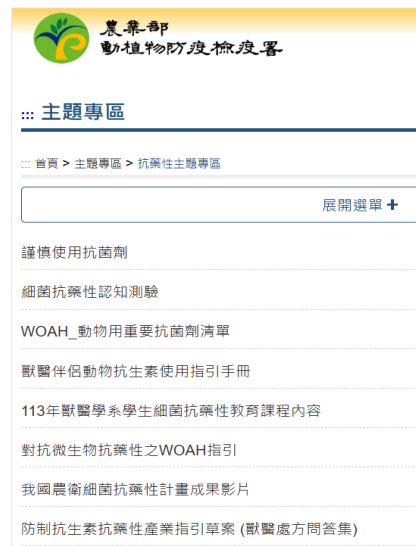 農業部
動植物防疫檢疫署
::: 主題專區
::: 首頁 > 主題專區 > 抗藥性主題專區
展開選單 +
謹慎使用抗菌劑
細菌抗藥性認知測驗
WOAH_動物用重要抗菌劑清單
獸醫伴侶動物抗生素使用指引手冊
113年獸醫學系學生細菌抗藥性教育課程內容
對抗微生物抗藥性之WOAH指引
我國農衛細菌抗藥性計畫成果影片
防制抗生素抗藥性產業指引草案 (獸醫處方問答集)